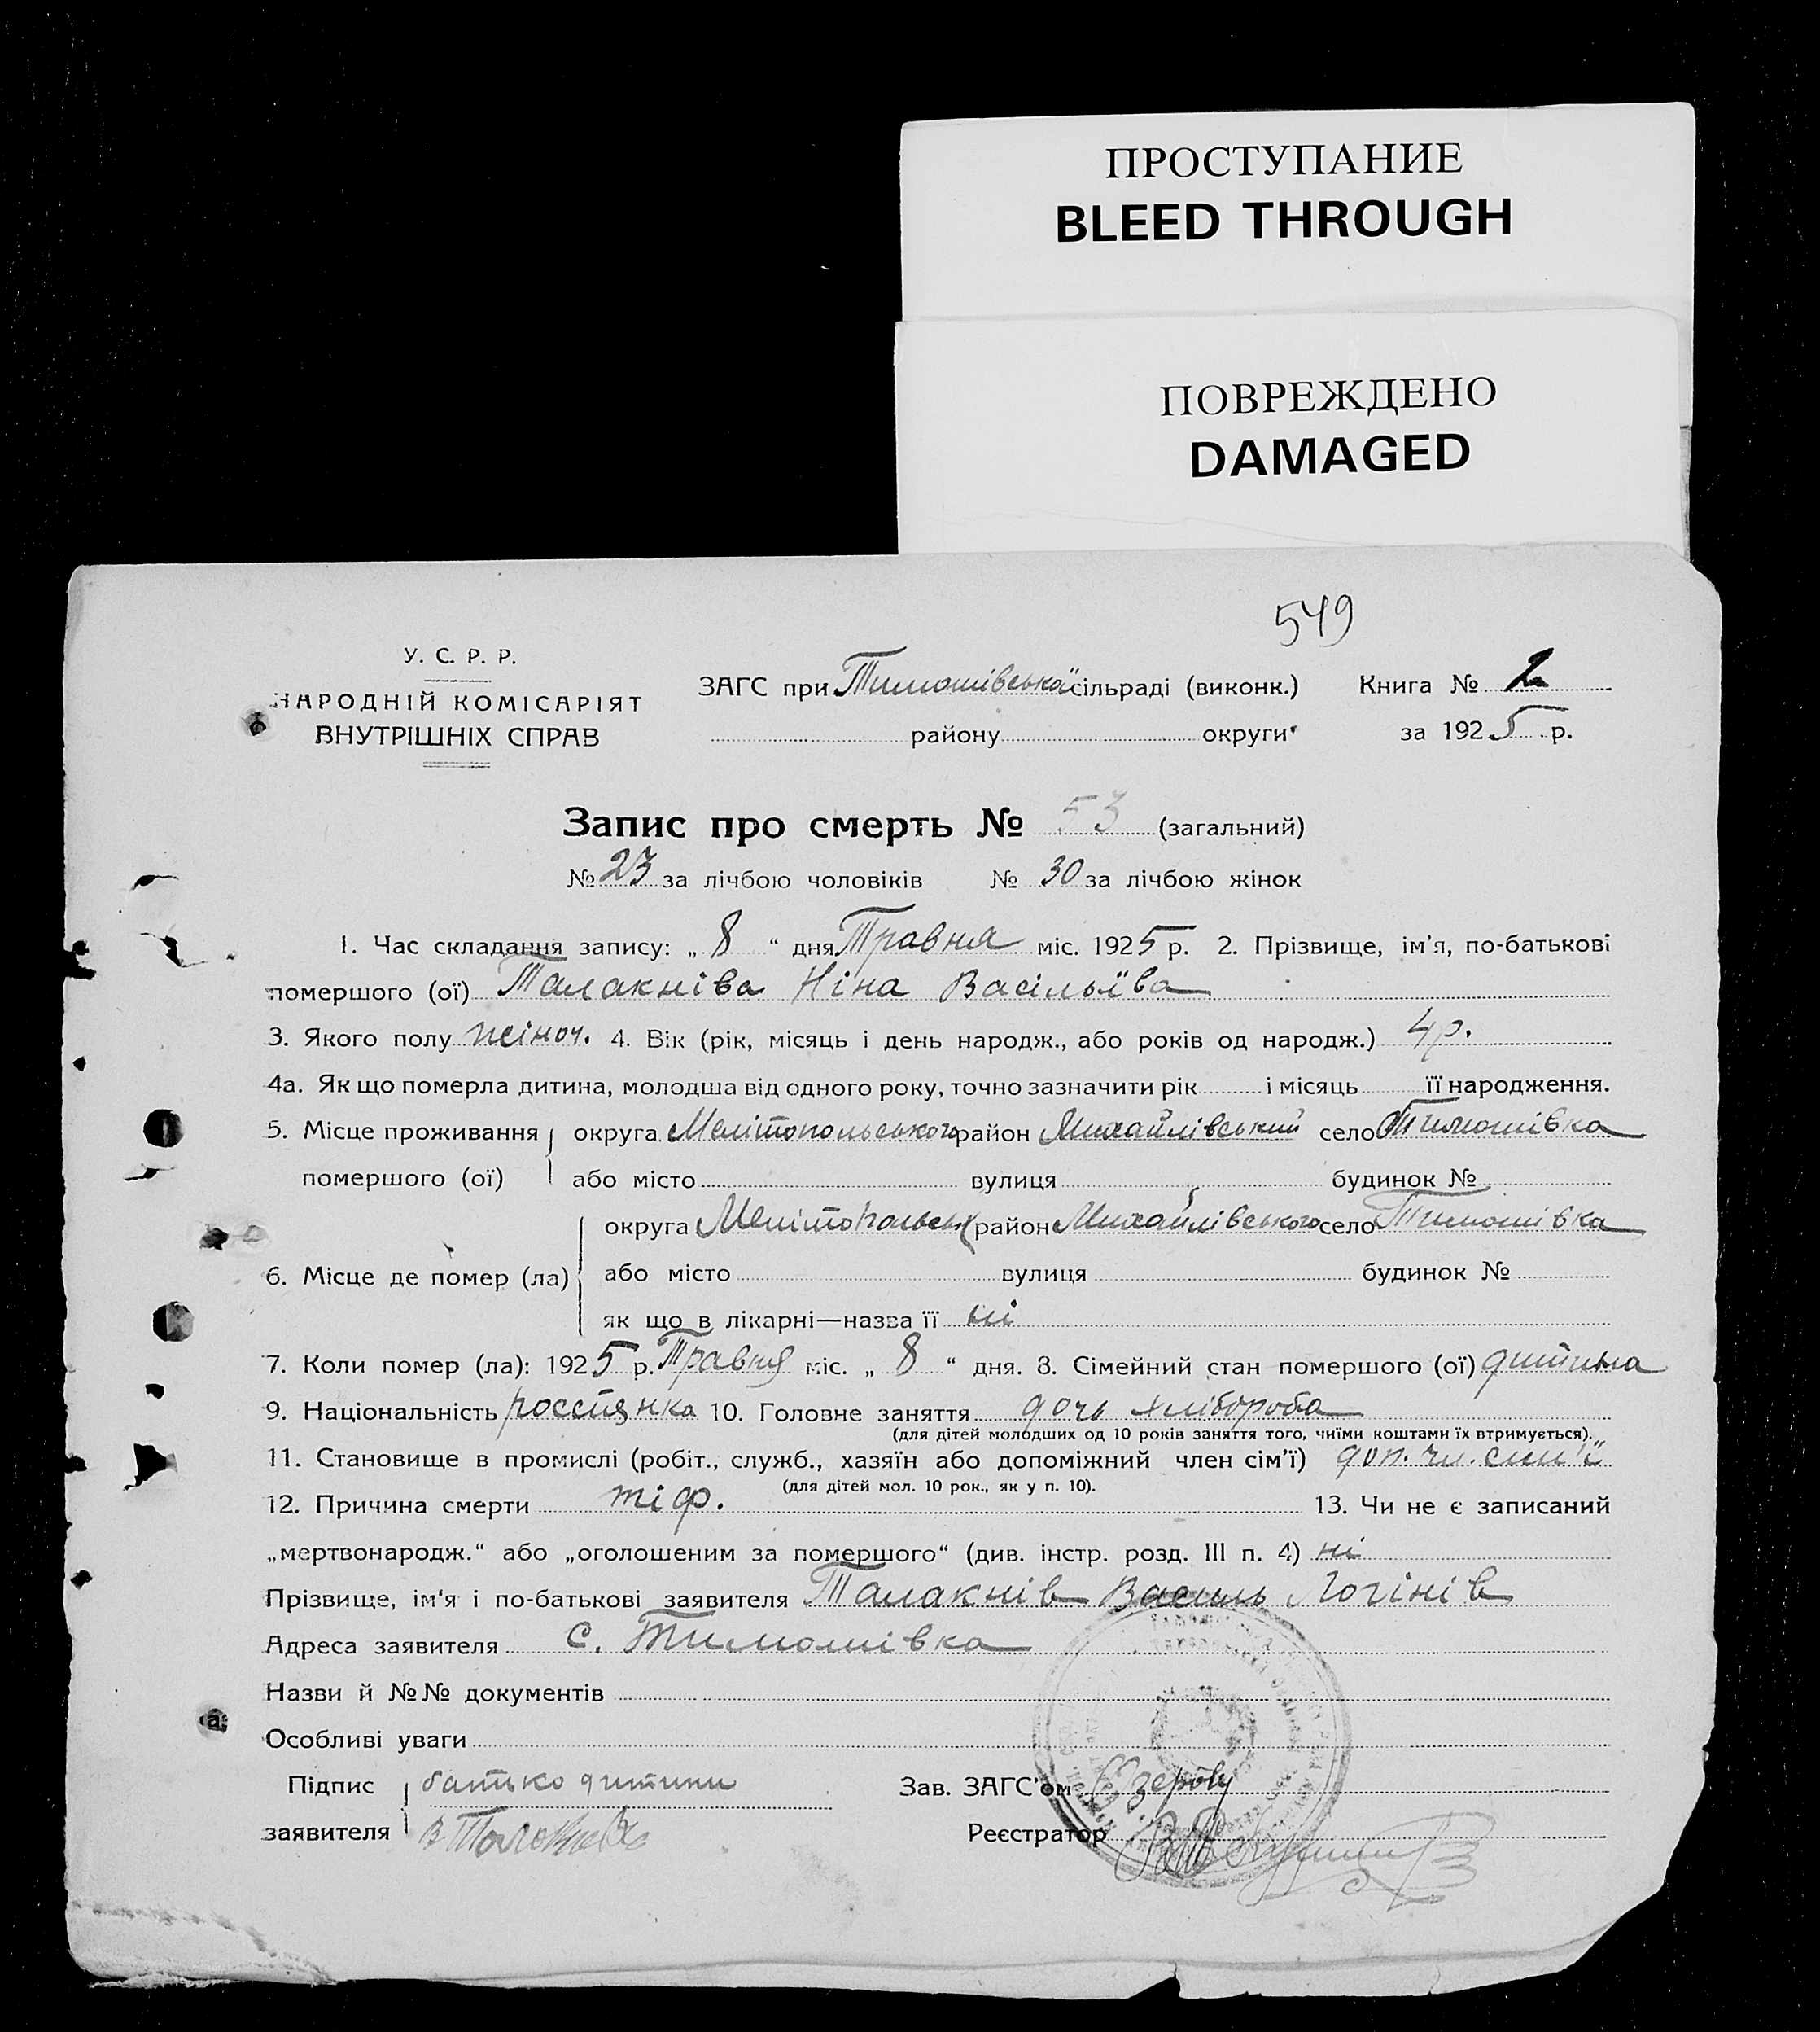 ПРОСТУПАНИЕ
BLEED THROUGH
ПОВРЕЖДЕНО
DAMAGED
549
У. С. Р. Р.
НАРОДНІЙ КОМІСАРІЯТ
ВНУТРІШНІХ СПРАВ
ЗАГС при Тимошівській сільраді (виконк.) Книга № 2
району округи за 1925 р.
Запис про смерть № 53 (загальний)
№ 23 за лічбою чоловіків № 30 за лічбою жінок
1. Час складання запису: „ 8 “ дня Травня міс. 1925 р. 2. Прізвище, ім'я, по-батькові
помершого (ої) Талакніва Ніна Васільїва
3. Якого полу жіноч. 4. Вік (рік, місяць і день народж., або років од народж.) 4 р.
4а. Як що померла дитина, молодша від одного року, точно зазначити рік і місяць її народження.
5. Місце проживання округа Мелітопольського район Михайлівський село Тимошівка
помершого (ої) або місто вулиця будинок №
округа Мелітопольськ район Михайлівського село Тимошівка
6. Місце де помер (ла) або місто вулиця будинок №
як що в лікарні—назва її ні
7. Коли помер (ла): 1925 р. Травня міс. „ 8 “ дня. 8. Сімейний стан помершого (ої) дитина
9. Національність россіянка 10. Головне заняття дочь хлібороба
(для дітей молодших од 10 років заняття того, чиїми коштами їх втримується).
11. Становище в промислі (робіт., служб., хазяїн або допоміжний член сім'ї) доп. чл. сим'ї
(для дітей мол. 10 рок., як у п. 10).
12. Причина смерти тіф. 13. Чи не є записаний
„мертвонародж.“ або „оголошеним за помершого“ (див. інстр. розд. III п. 4) ні
Прізвище, ім'я і по-батькові заявителя Талакнів Василь Логінів
Адреса заявителя с. Тимошівка
Назви й №№ документів
Особливі уваги
Підпис батько дитини Зав. ЗАГС'ом
заявителя В Реєстратор